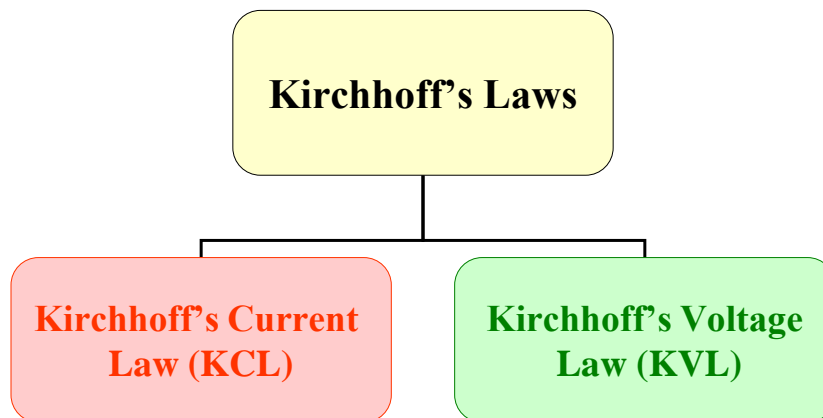 Kirchhoff’s Laws
Kirchhoff’s Current
Law (KCL)
Kirchhoff’s Voltage
Law (KVL)